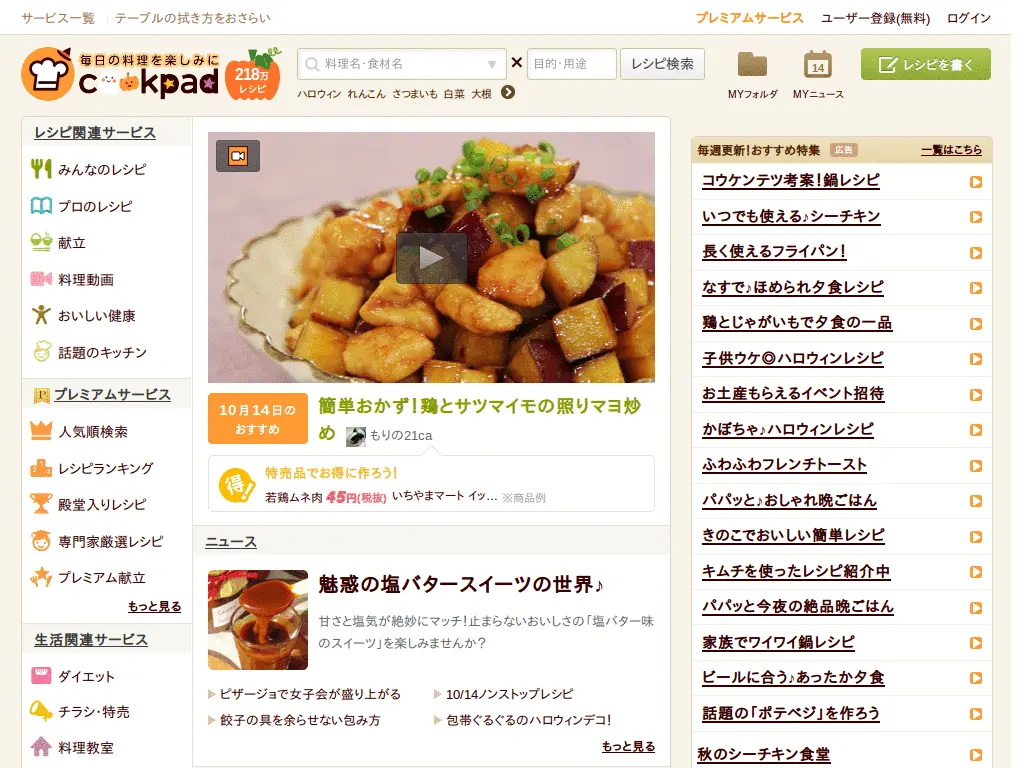 サービス一覧 テーブルの拭き方をおさらい
プレミアムサービス ユーザー登録(無料) ログイン
毎日の料理を楽しみに
cookpad
218万
レシピ
料理名・食材名 × 目的・用途 レシピ検索
ハロウィン れんこん さつまいも 白菜 大根
14
MYフォルダ MYニュース
レシピを書く
レシピ関連サービス
みんなのレシピ
プロのレシピ
献立
料理動画
おいしい健康
話題のキッチン
P プレミアムサービス
人気順検索
レシピランキング
殿堂入りレシピ
専門家厳選レシピ
プレミアム献立
もっと見る
生活関連サービス
ダイエット
チラシ・特売
料理教室
10月14日の
おすすめ
簡単おかず!鶏とサツマイモの照りマヨ炒
め もりの21ca
得!
特売品でお得に作ろう!
若鶏ムネ肉 45円(税抜) いちやまマート イッ… ※商品例
ニュース
魅惑の塩バタースイーツの世界♪
甘さと塩気が絶妙にマッチ!止まらないおいしさの「塩バター味
のスイーツ」を楽しみませんか?
ピザージョで女子会が盛り上がる
10/14ノンストップレシピ
餃子の具を余らせない包み方
包帯ぐるぐるのハロウィンデコ!
もっと見る
毎週更新!おすすめ特集 広告 一覧はこちら
コウケンテツ考案!鍋レシピ
いつでも使える♪シーチキン
長く使えるフライパン!
なすで♪ほめられ夕食レシピ
鶏とじゃがいもで夕食の一品
子供ウケ◎ハロウィンレシピ
お土産もらえるイベント招待
かぼちゃ♪ハロウィンレシピ
ふわふわフレンチトースト
パパッと♪おしゃれ晩ごはん
きのこでおいしい簡単レシピ
キムチを使ったレシピ紹介中
パパッと今夜の絶品晩ごはん
家族でワイワイ鍋レシピ
ビールに合う♪あったか夕食
話題の「ポテベジ」を作ろう
秋のシーチキン食堂